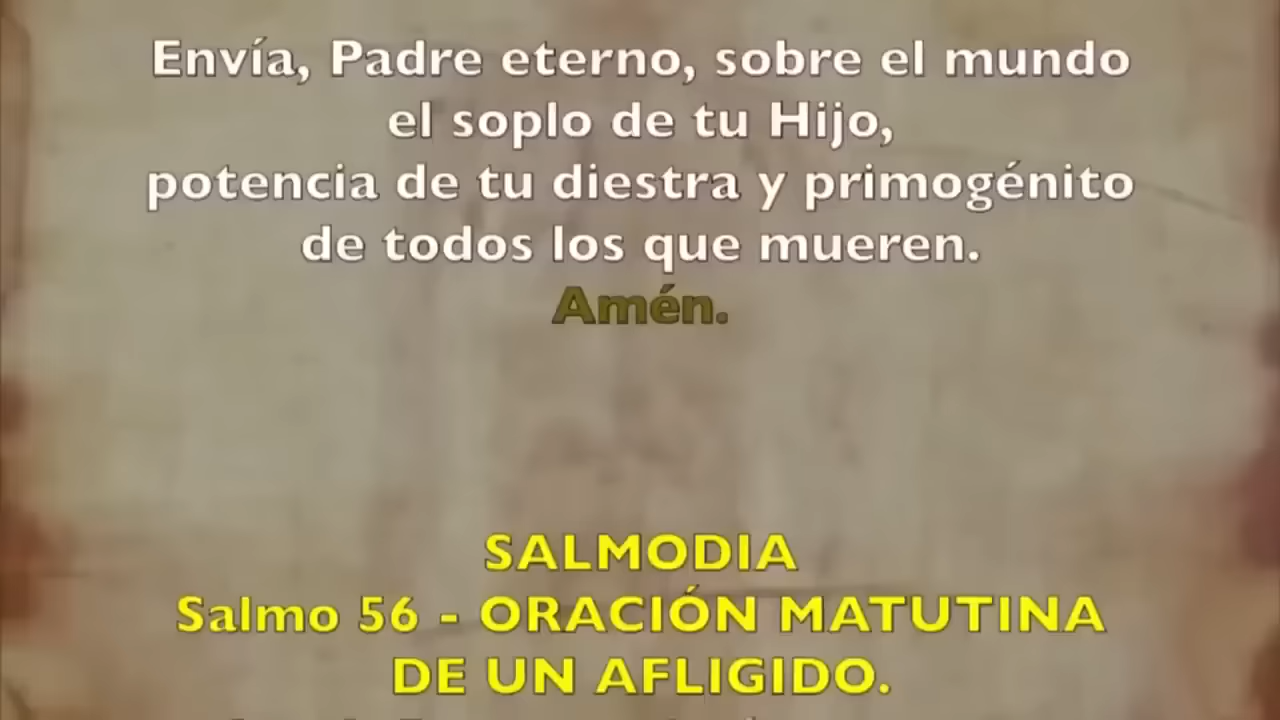 Envía, Padre eterno, sobre el mundo
el soplo de tu Hijo,
potencia de tu diestra y primogénito
de todos los que mueren.
Amén.
SALMODIA
Salmo 56 - ORACIÓN MATUTINA
DE UN AFLIGIDO.